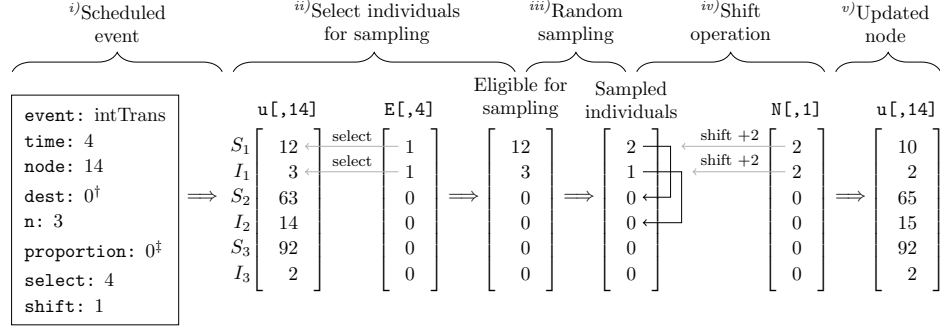 i)Scheduled event
ii)Select individuals for sampling
iii)Random sampling
iv)Shift operation
v)Updated node
event: intTrans
time: 4
node: 14
dest: 0†
n: 3
proportion: 0‡
select: 4
shift: 1
u[,14] E[,4] Eligible for sampling Sampled individuals N[,1] u[,14]
S1 12 select 1 12 2 shift +2 2 10
I1 3 select 1 3 1 shift +2 2 2
S2 63 0 0 0 0 65
I2 14 0 0 0 0 15
S3 92 0 0 0 0 92
I3 2 0 0 0 0 2